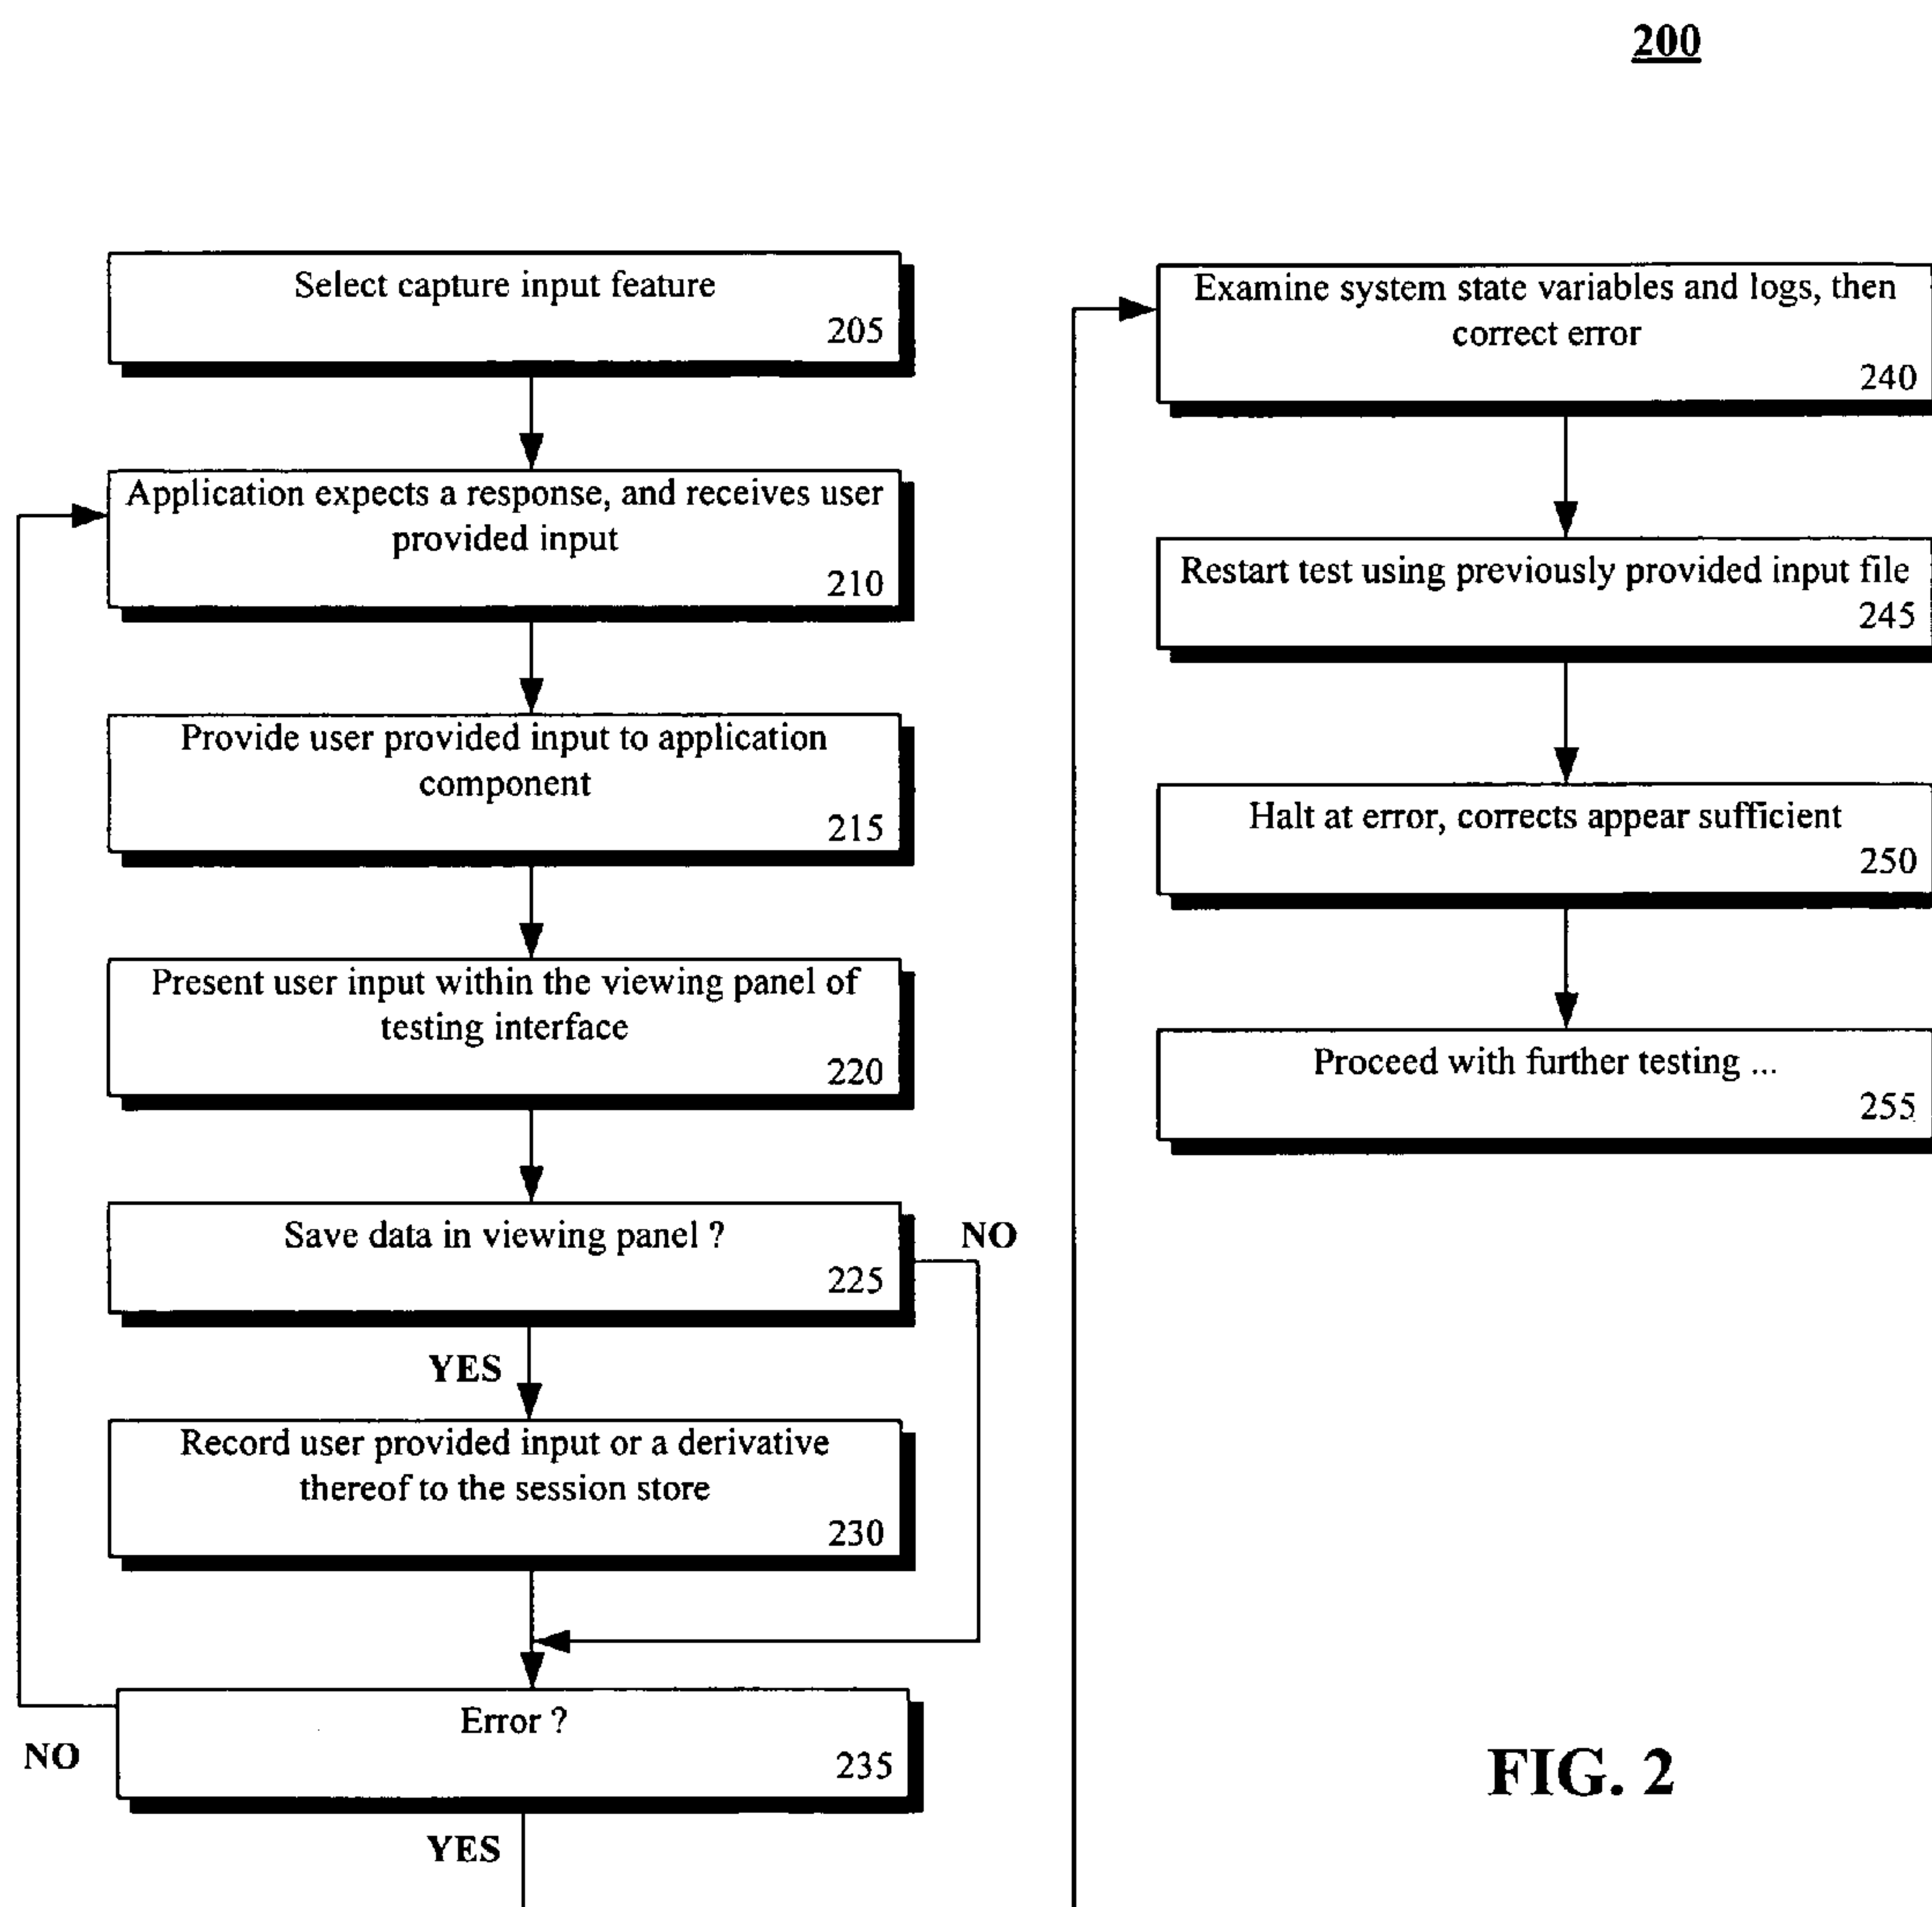 200
Select capture input feature
205
Application expects a response, and receives user
provided input
210
Provide user provided input to application
component
215
Present user input within the viewing panel of
testing interface
220
Save data in viewing panel ?
225
NO
YES
Record user provided input or a derivative
thereof to the session store
230
Error ?
235
NO
YES
Examine system state variables and logs, then
correct error
240
Restart test using previously provided input file
245
Halt at error, corrects appear sufficient
250
Proceed with further testing ...
255
FIG. 2